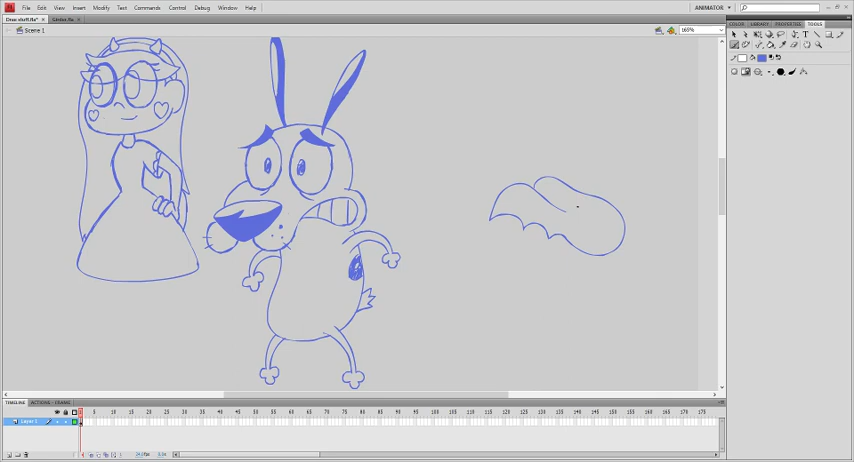 File Edit View Insert Modify Text Commands Control Debug Window Help
ANIMATOR
Scene 1
165%
COLOR LIBRARY PROPERTIES TOOLS
TIMELINE
Layer 1
5 10 15 20 25 30 35 40 45 50 55 60 65 70 75 80 85 90 95 100 105 110 115 120 125 130 135 140 145 150 155 160 165 170 175